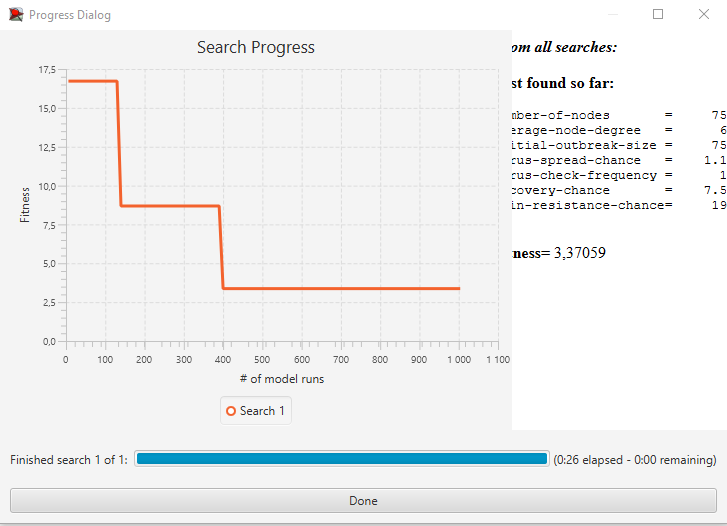 Progress Dialog
Search Progress
om all searches:
st found so far:
mber-of-nodes = 75
erage-node-degree = 6
itial-outbreak-size = 75
rus-spread-chance = 1.1
rus-check-frequency = 1
covery-chance = 7.5
in-resistance-chance= 19
tness= 3,37059
17,5
15,0
12,5
10,0
7,5
5,0
2,5
0,0
Fitness
0 100 200 300 400 500 600 700 800 900 1 000 1 100
# of model runs
Search 1
Finished search 1 of 1: (0:26 elapsed - 0:00 remaining)
Done